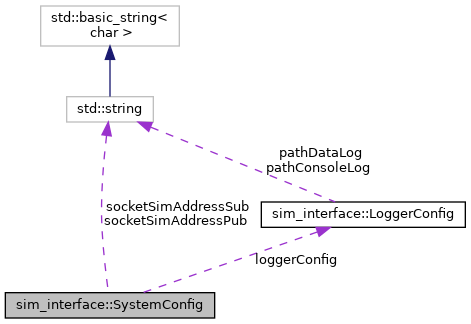 std::basic_string<
char >
std::string
pathDataLog
pathConsoleLog
socketSimAddressSub
socketSimAddressPub
sim_interface::LoggerConfig
loggerConfig
sim_interface::SystemConfig